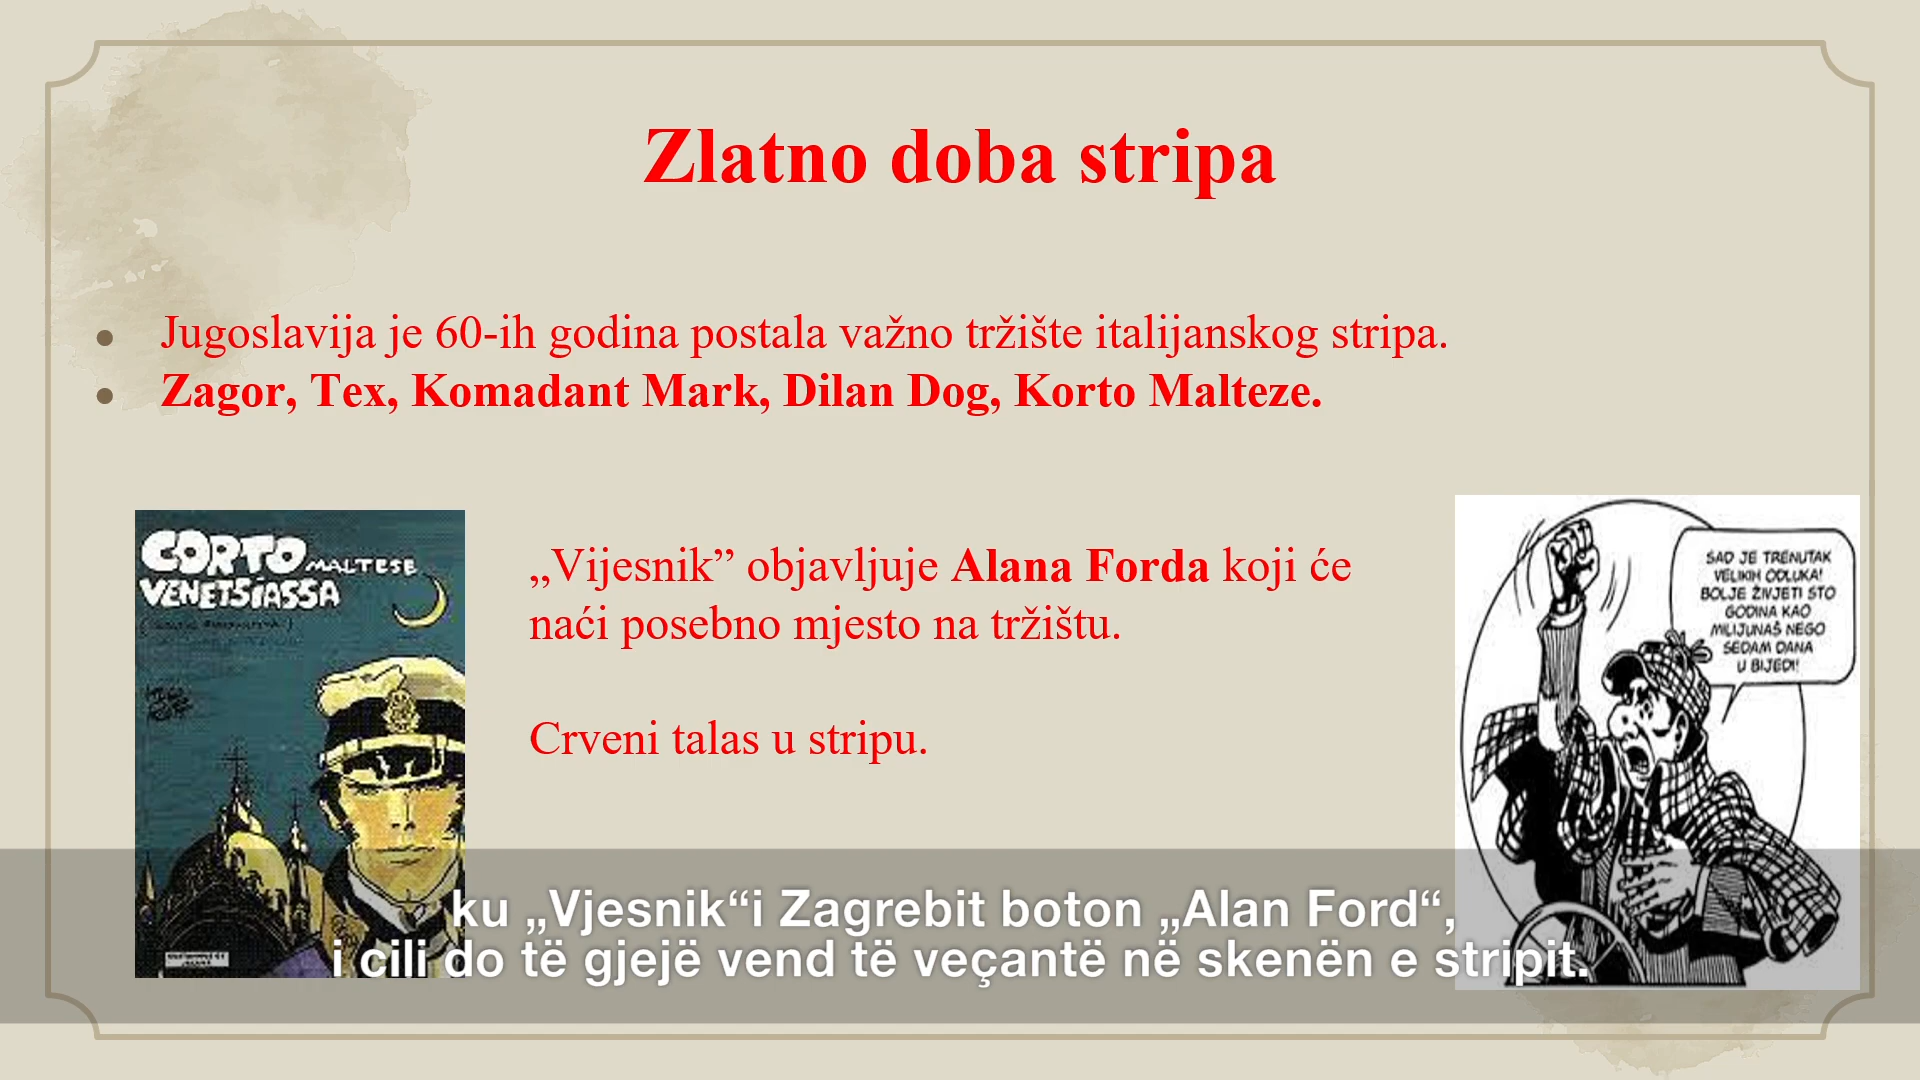 Zlatno doba stripa
Jugoslavija je 60-ih godina postala važno tržište italijanskog stripa.
Zagor, Tex, Komadant Mark, Dilan Dog, Korto Malteze.
CORTO MALTESE
VENETSIASSA
„Vijesnik” objavljuje Alana Forda koji će
naći posebno mjesto na tržištu.
Crveni talas u stripu.
SAD JE TRENUTAK
VELIKIH ODLUKA!
BOLJE ŽIVJETI STO
GODINA KAO
MILIJUNAŠ NEGO
SEDAM DANA
U BIJEDI!
ku „Vjesnik“i Zagrebit boton „Alan Ford“,
i cili do të gjejë vend të veçantë në skenën e stripit.